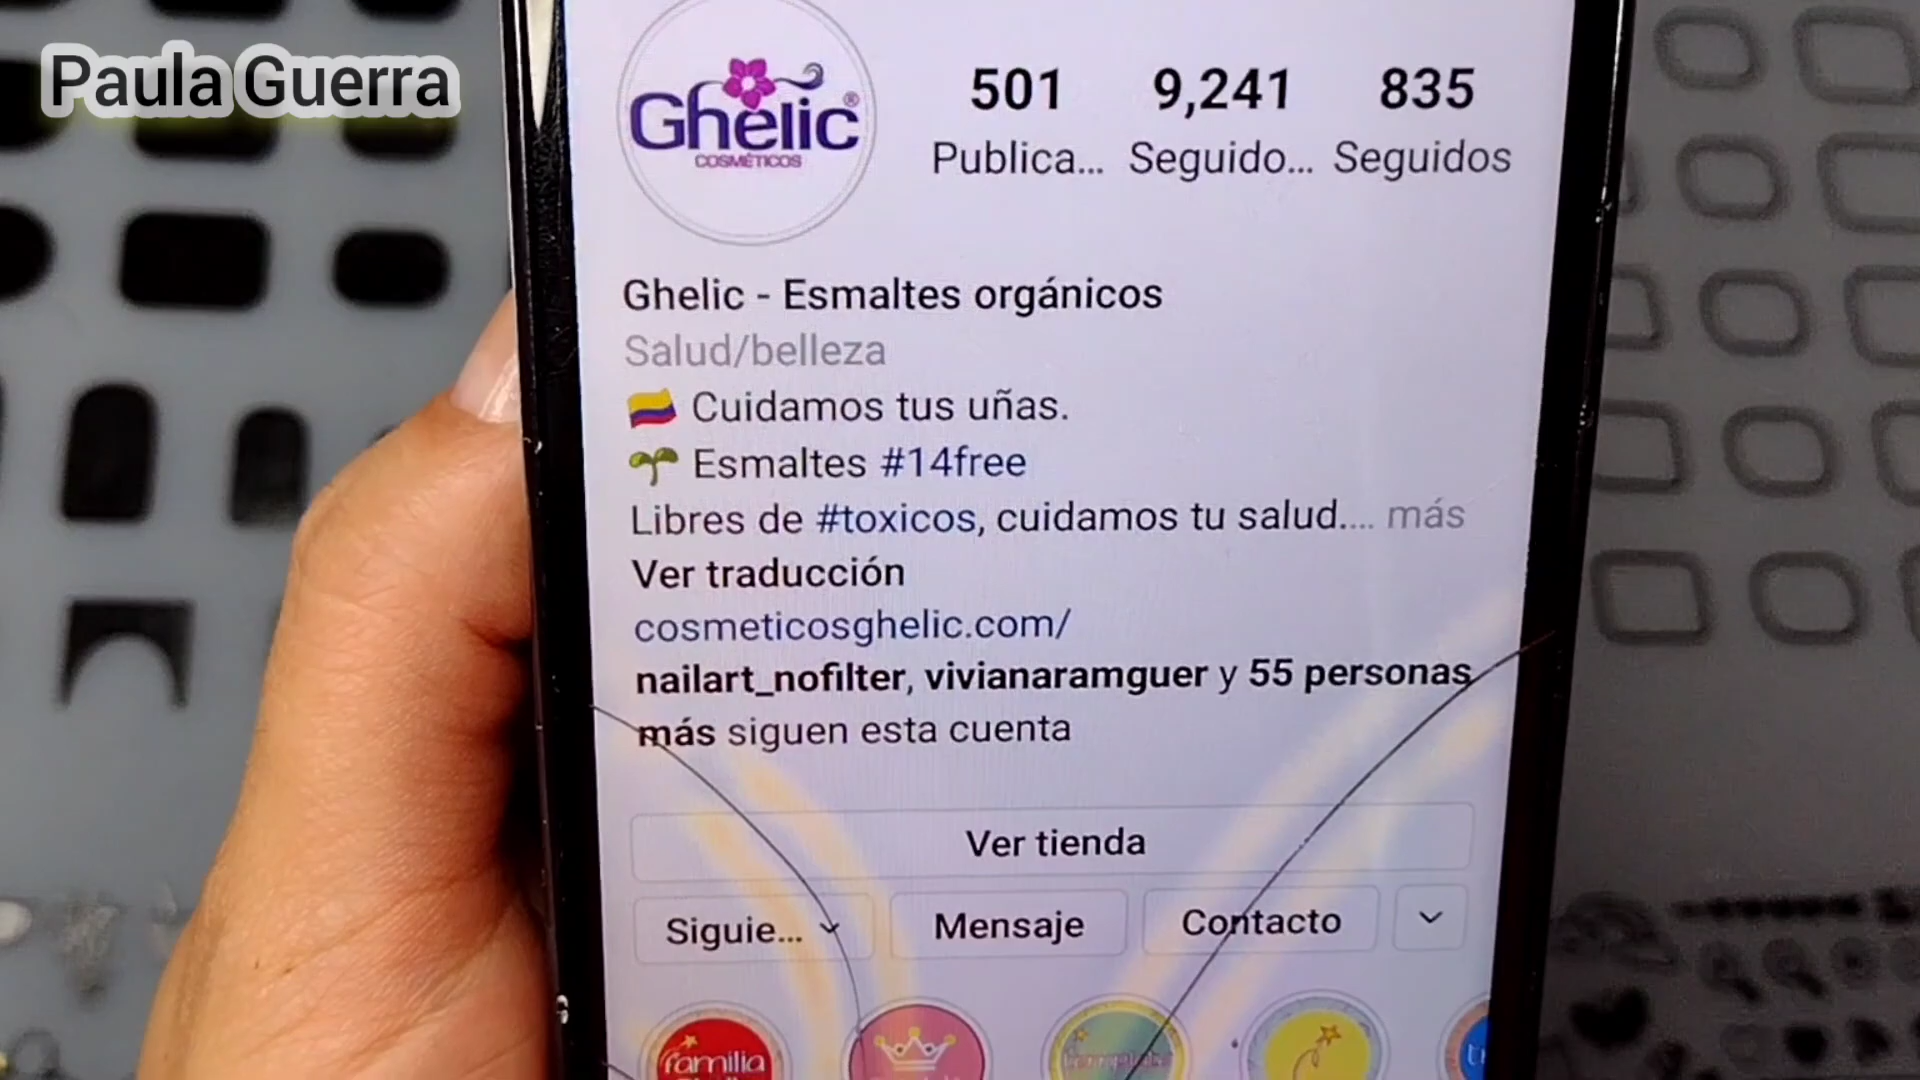 Paula Guerra
Ghelic®
COSMÉTICOS
501 9,241 835
Publica... Seguido... Seguidos
Ghelic - Esmaltes orgánicos
Salud/belleza
Cuidamos tus uñas.
Esmaltes #14free
Libres de #toxicos, cuidamos tu salud.... más
Ver traducción
cosmeticosghelic.com/
nailart_nofilter, vivianaramguer y 55 personas
más siguen esta cuenta
Ver tienda
Siguie... Mensaje Contacto
familia